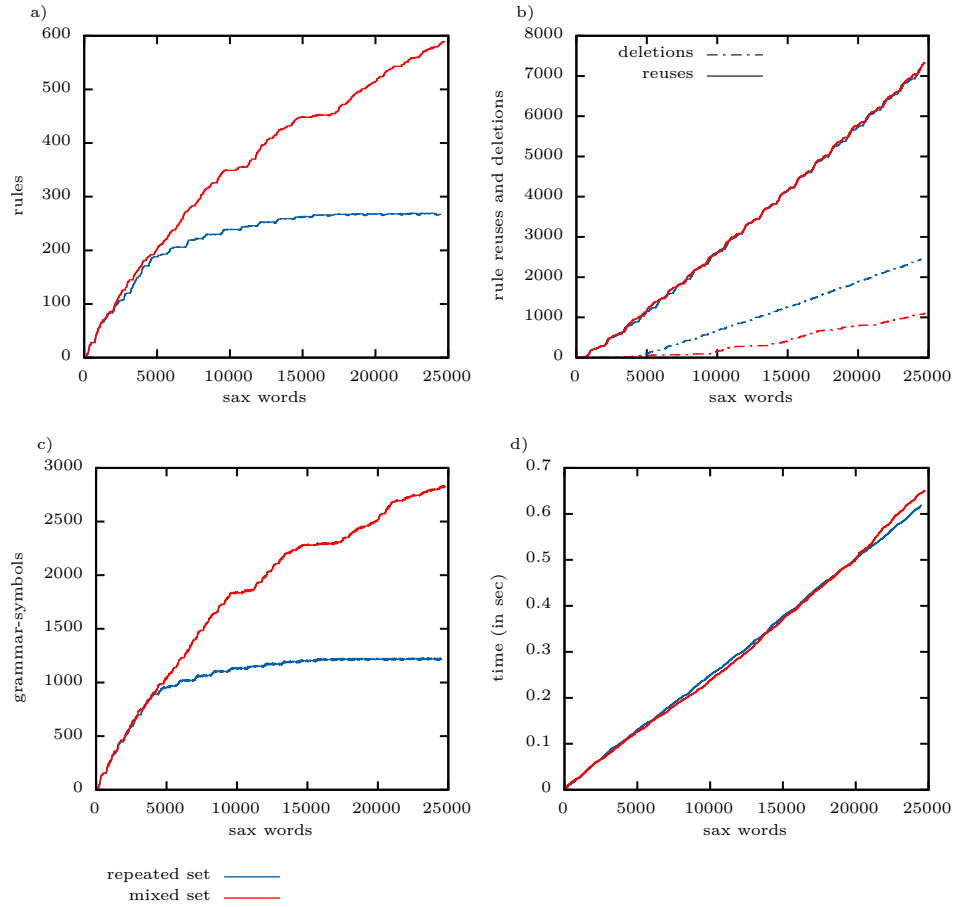 a)
600
500
400
300
200
100
0
rules
0 5000 10000 15000 20000 25000
sax words
b)
8000
7000
6000
5000
4000
3000
2000
1000
0
rule reuses and deletions
deletions
reuses
0 5000 10000 15000 20000 25000
sax words
c)
3000
2500
2000
1500
1000
500
0
grammar-symbols
0 5000 10000 15000 20000 25000
sax words
d)
0.7
0.6
0.5
0.4
0.3
0.2
0.1
0
time (in sec)
0 5000 10000 15000 20000 25000
sax words
repeated set
mixed set